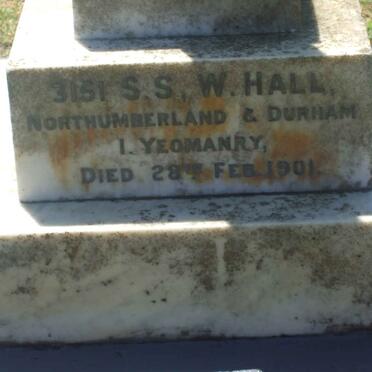 3151 S.S., W. HALL,
NORTHUMBERLAND & DURHAM
I. YEOMANRY,
DIED 28TH FEB. 1901.